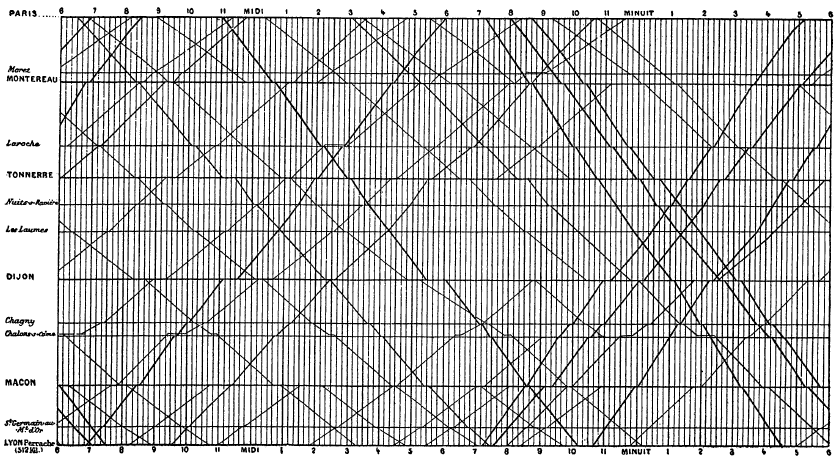 PARIS..... 6 7 8 9 10 11 MIDI 1 2 3 4 5 6 7 8 9 10 11 MINUIT 1 2 3 4 5 6
Moret
MONTEREAU
Laroche
TONNERRE
Nuits-s-Ravière
Les Laumes
DIJON
Chagny
Chalon-s-Saône
MACON
St Germain-au-
Mt d'Or
LYON Perrache 6 7 8 9 10 11 MIDI 1 2 3 4 5 6 7 8 9 10 11 MINUIT 1 2 3 4 5 6
(512 Kil.)